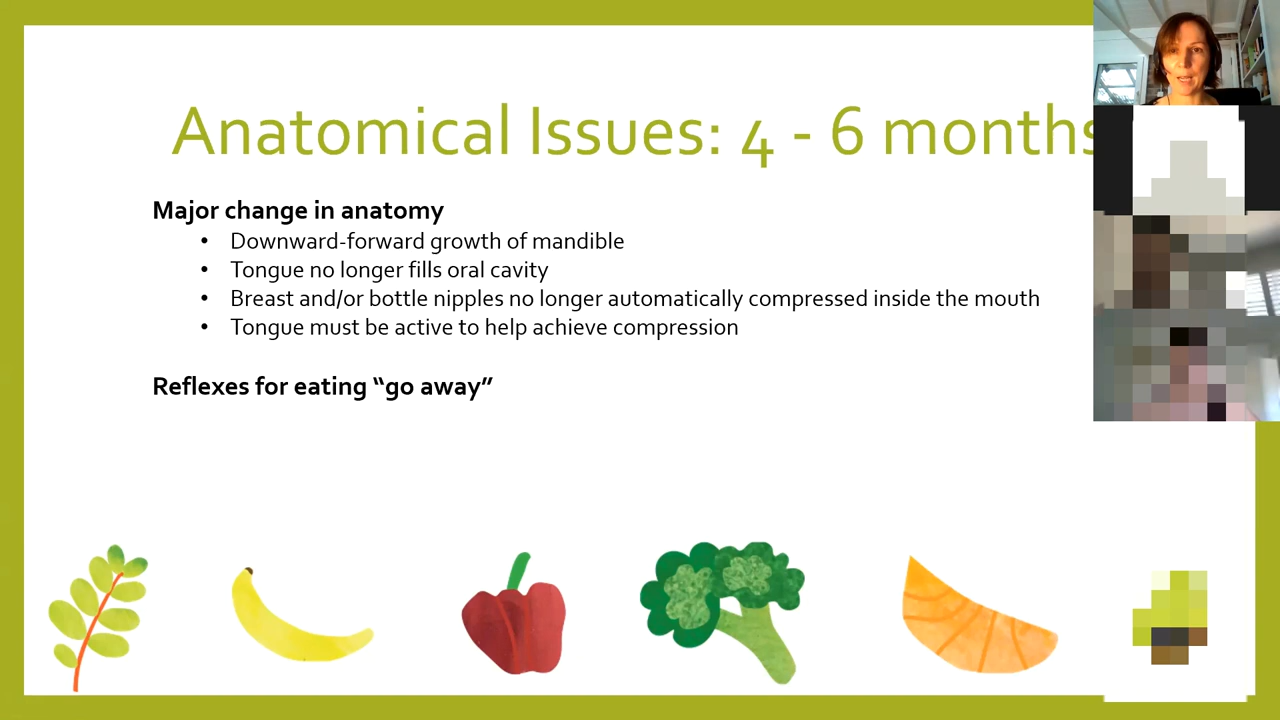 Anatomical Issues: 4 - 6 months
Major change in anatomy
• Downward-forward growth of mandible
• Tongue no longer fills oral cavity
• Breast and/or bottle nipples no longer automatically compressed inside the mouth
• Tongue must be active to help achieve compression
Reflexes for eating “go away”